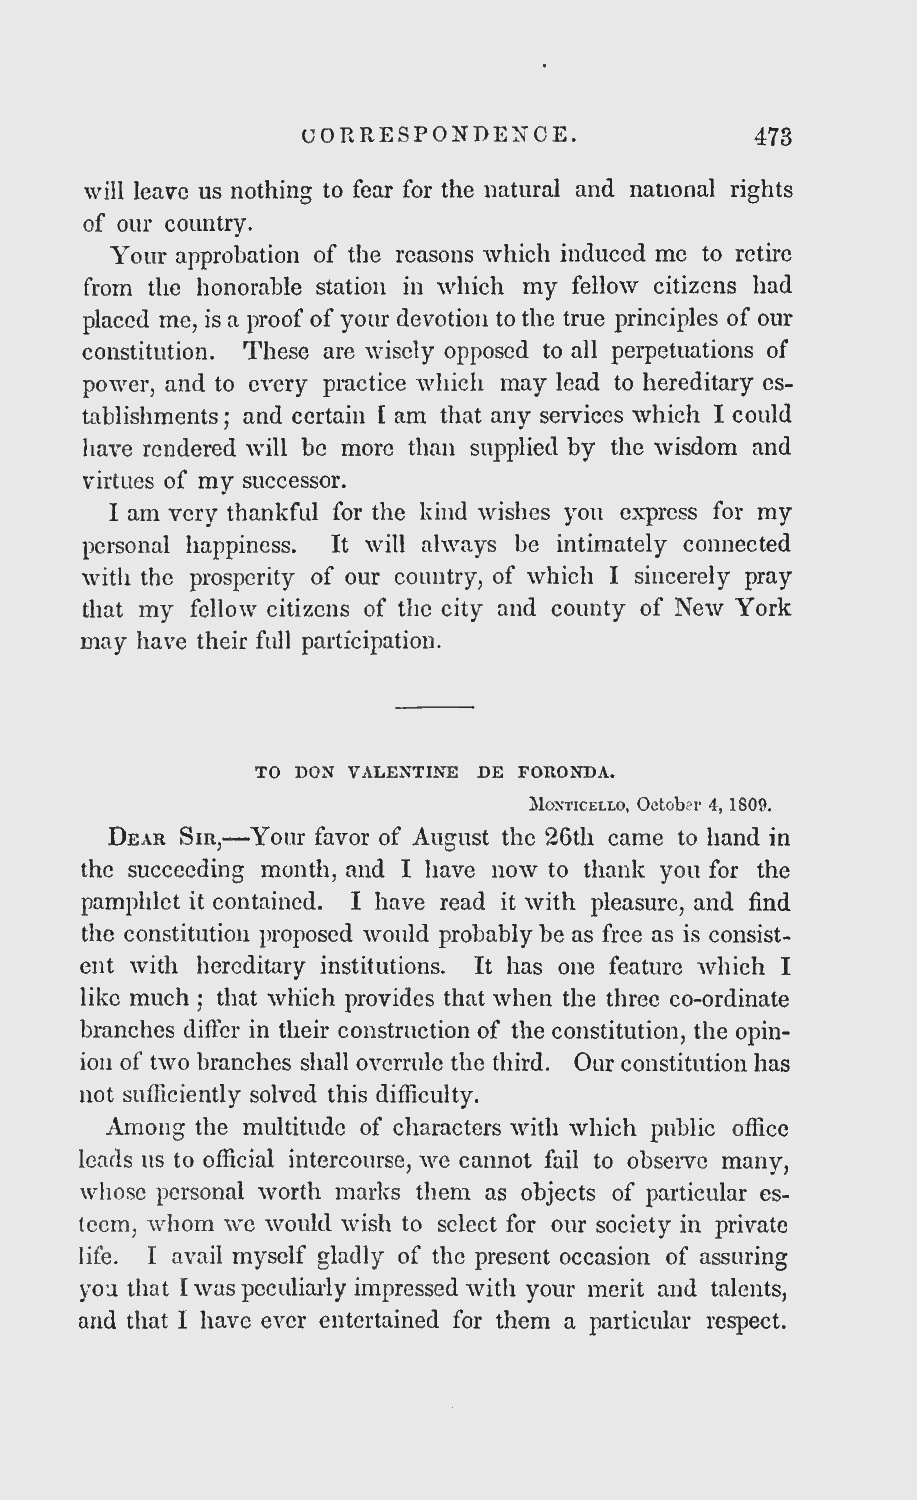 CORRESPONDENCE. 473
will leave us nothing to fear for the natural and national rights
of our country.
Your approbation of the reasons which induced me to retire
from the honorable station in which my fellow citizens had
placed me, is a proof of your devotion to the true principles of our
constitution. These are wisely opposed to all perpetuations of
power, and to every practice which may lead to hereditary es-
tablishments; and certain I am that any services which I could
have rendered will be more than supplied by the wisdom and
virtues of my successor.
I am very thankful for the kind wishes you express for my
personal happiness. It will always be intimately connected
with the prosperity of our country, of which I sincerely pray
that my fellow citizens of the city and county of New York
may have their full participation.
TO DON VALENTINE DE FORONDA.
MONTICELLO, October 4, 1809.
DEAR SIR,—Your favor of August the 26th came to hand in
the succeeding month, and I have now to thank you for the
pamphlet it contained. I have read it with pleasure, and find
the constitution proposed would probably be as free as is consist-
ent with hereditary institutions. It has one feature which I
like much; that which provides that when the three co-ordinate
branches differ in their construction of the constitution, the opin-
ion of two branches shall overrule the third. Our constitution has
not sufficiently solved this difficulty.
Among the multitude of characters with which public office
leads us to official intercourse, we cannot fail to observe many,
whose personal worth marks them as objects of particular es-
teem, whom we would wish to select for our society in private
life. I avail myself gladly of the present occasion of assuring
you that I was peculiarly impressed with your merit and talents,
and that I have ever entertained for them a particular respect.